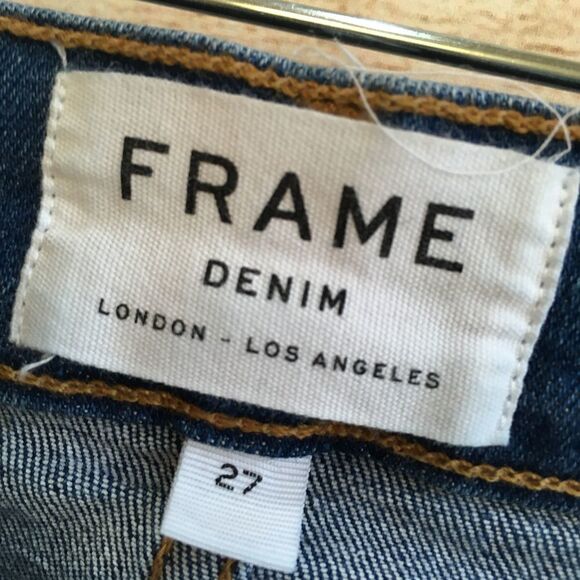 FRAME
DENIM
LONDON - LOS ANGELES
27